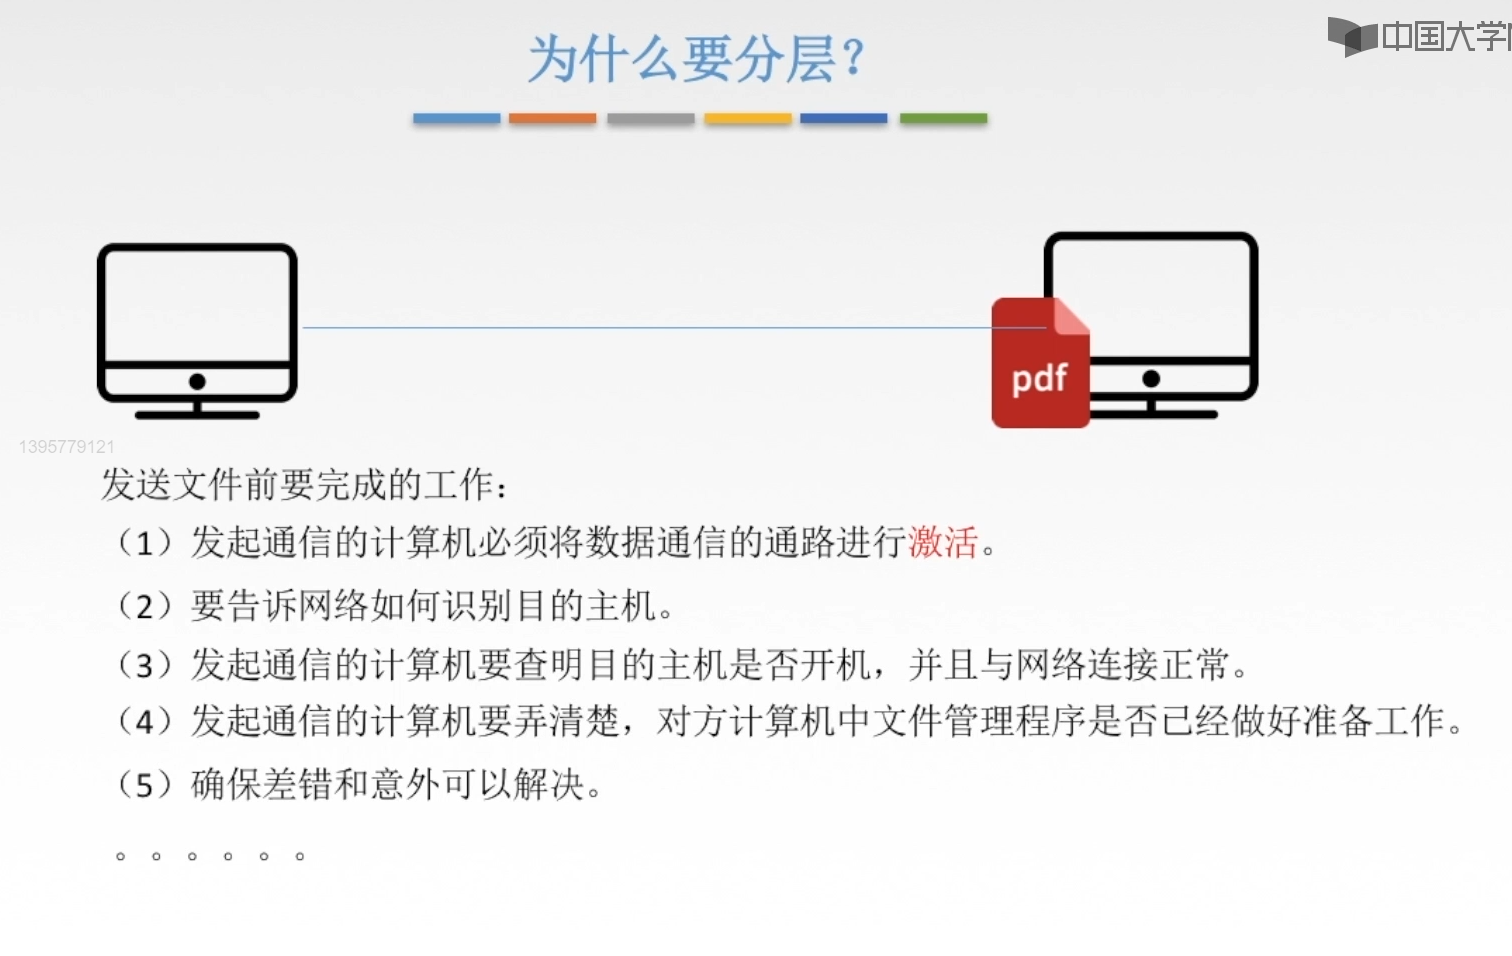 为什么要分层？
中国大学
pdf
1395779121
发送文件前要完成的工作：
（1）发起通信的计算机必须将数据通信的通路进行激活。
（2）要告诉网络如何识别目的主机。
（3）发起通信的计算机要查明目的主机是否开机，并且与网络连接正常。
（4）发起通信的计算机要弄清楚，对方计算机中文件管理程序是否已经做好准备工作。
（5）确保差错和意外可以解决。
。。。。。。